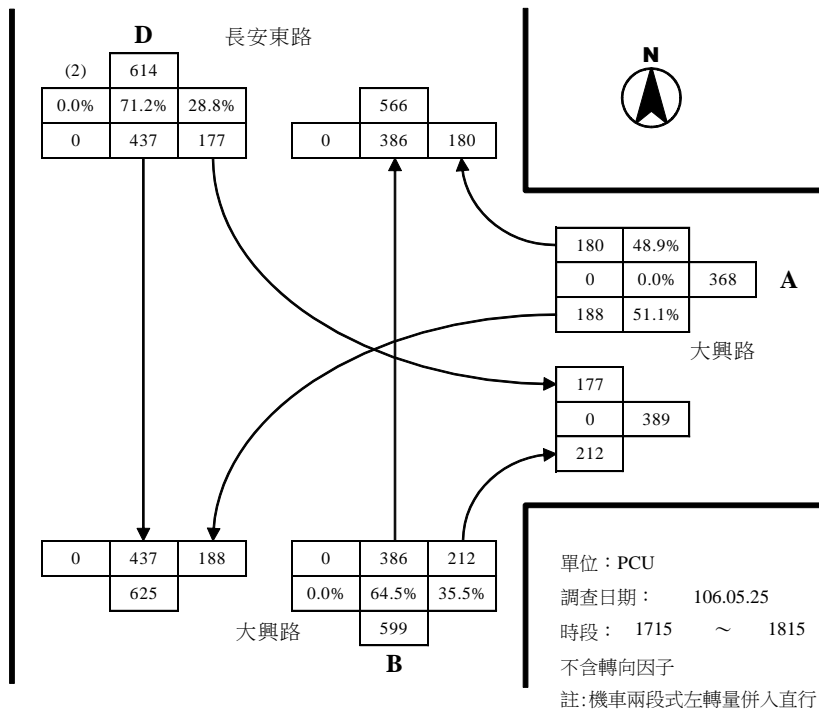 D
長安東路
(2) 614
0.0% 71.2% 28.8%
0 437 177
566
0 386 180
N
180 48.9%
0 0.0% 368
188 51.1%
A
大興路
177
0 389
212
0 437 188
625
0 386 212
0.0% 64.5% 35.5%
599
大興路
B
單位：PCU
調查日期： 106.05.25
時段： 1715 ～ 1815
不含轉向因子
註:機車兩段式左轉量併入直行